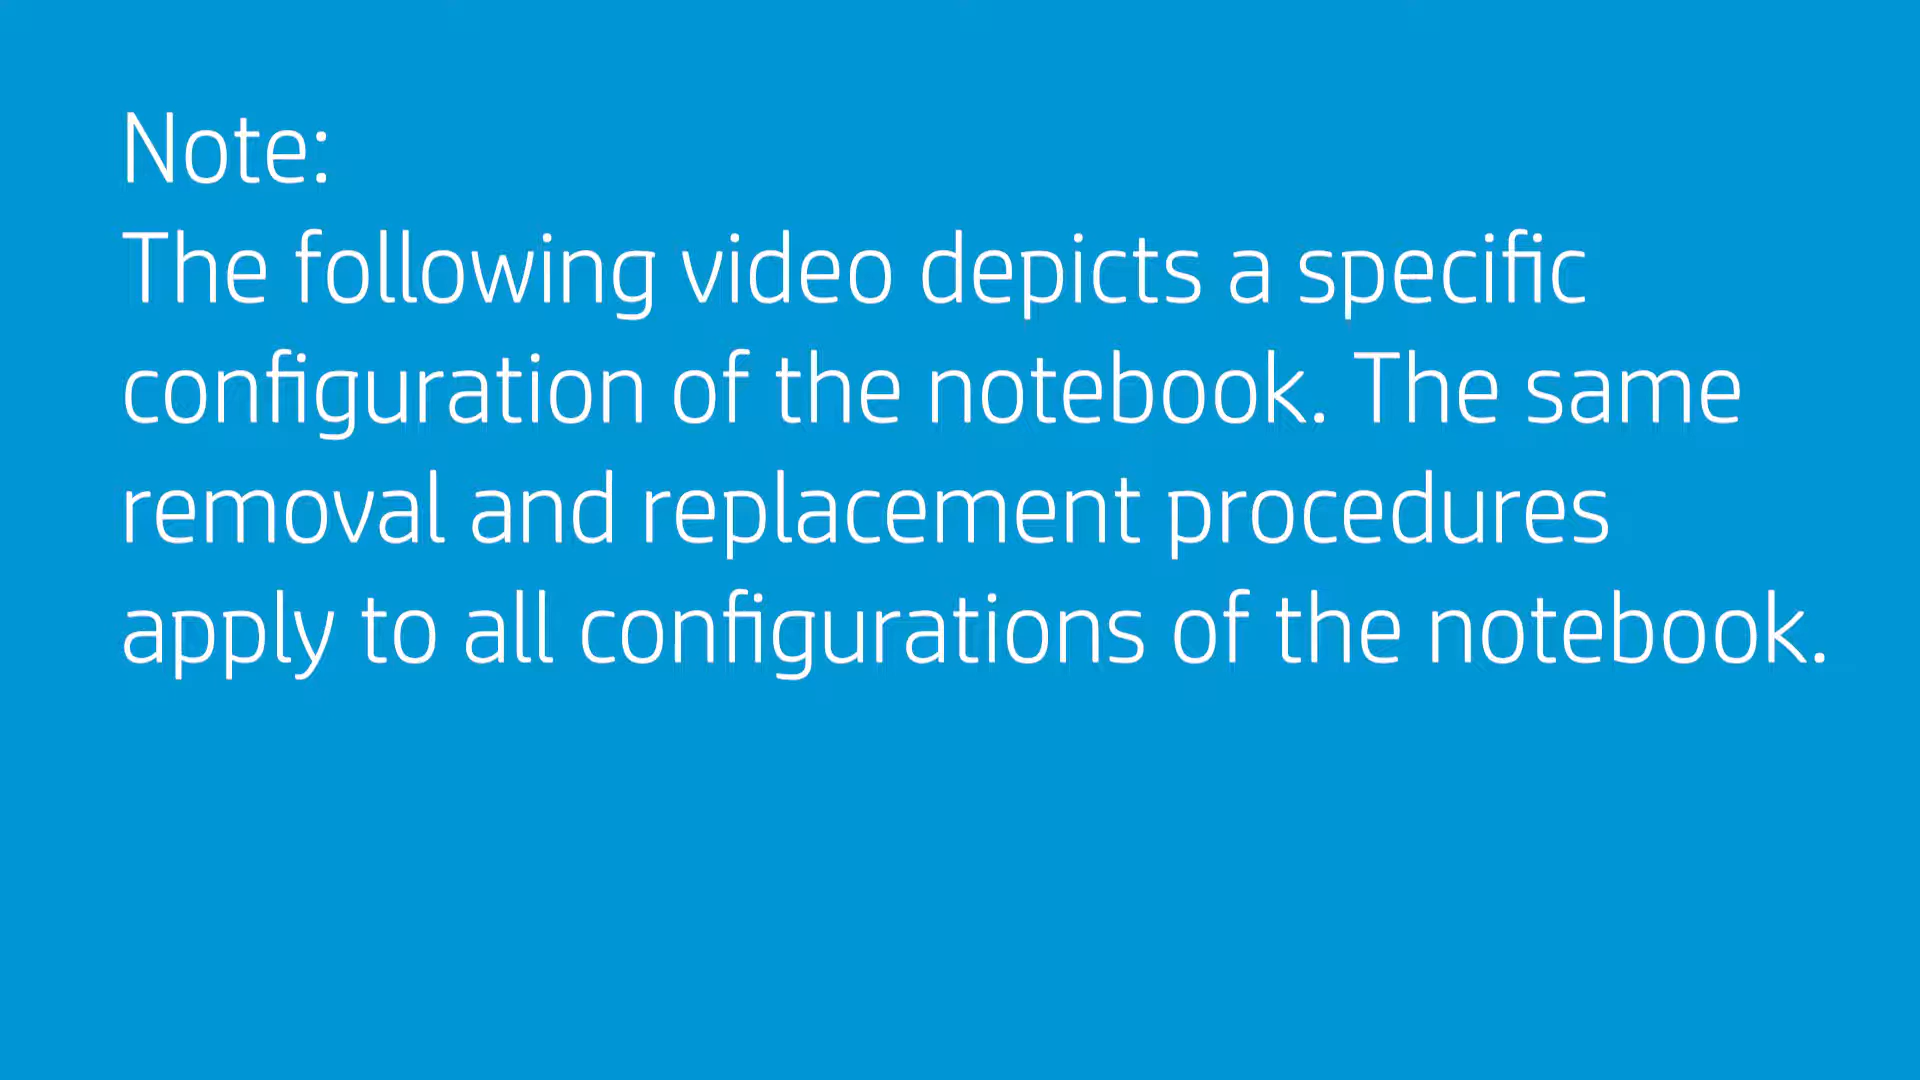 Note:
The following video depicts a specific
configuration of the notebook. The same
removal and replacement procedures
apply to all configurations of the notebook.